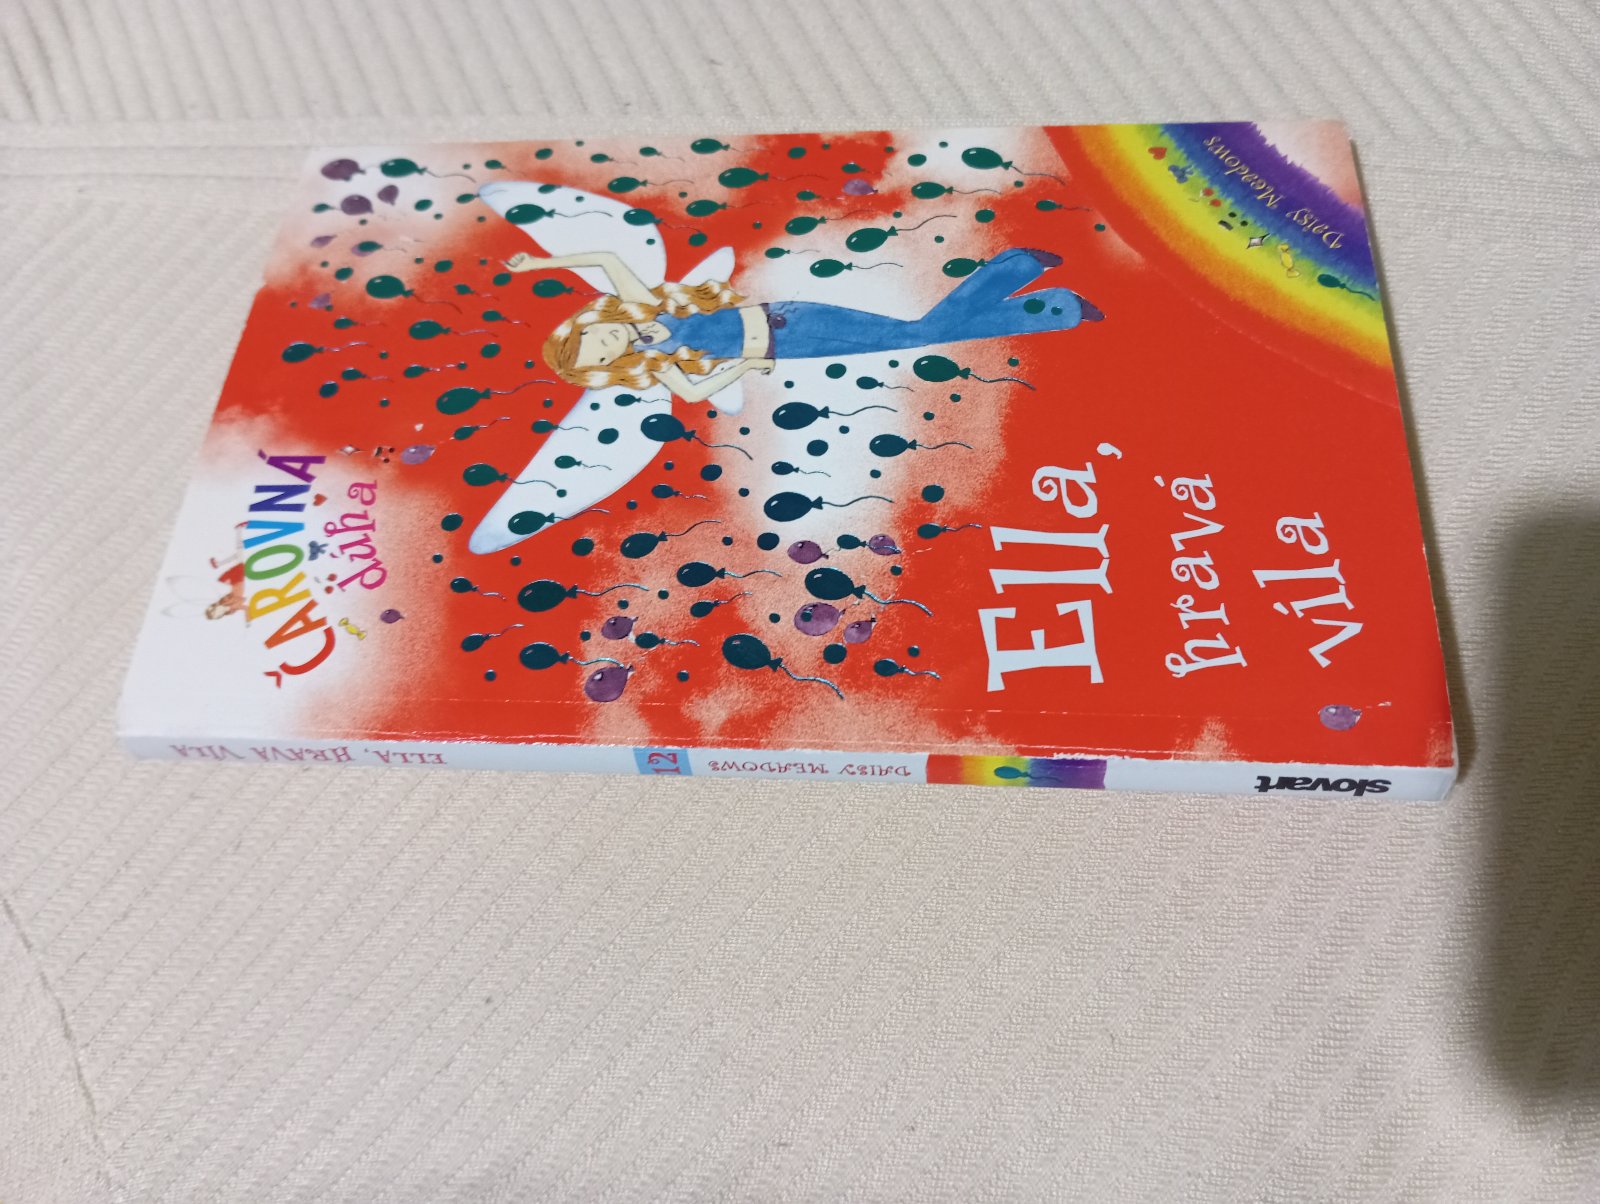 ČAROVNÁ
dúha
Daisy Meadows
Ella,
hravá
víla
ELLA, HRAVÁ VÍLA
12
DAISY MEADOWS
slovart